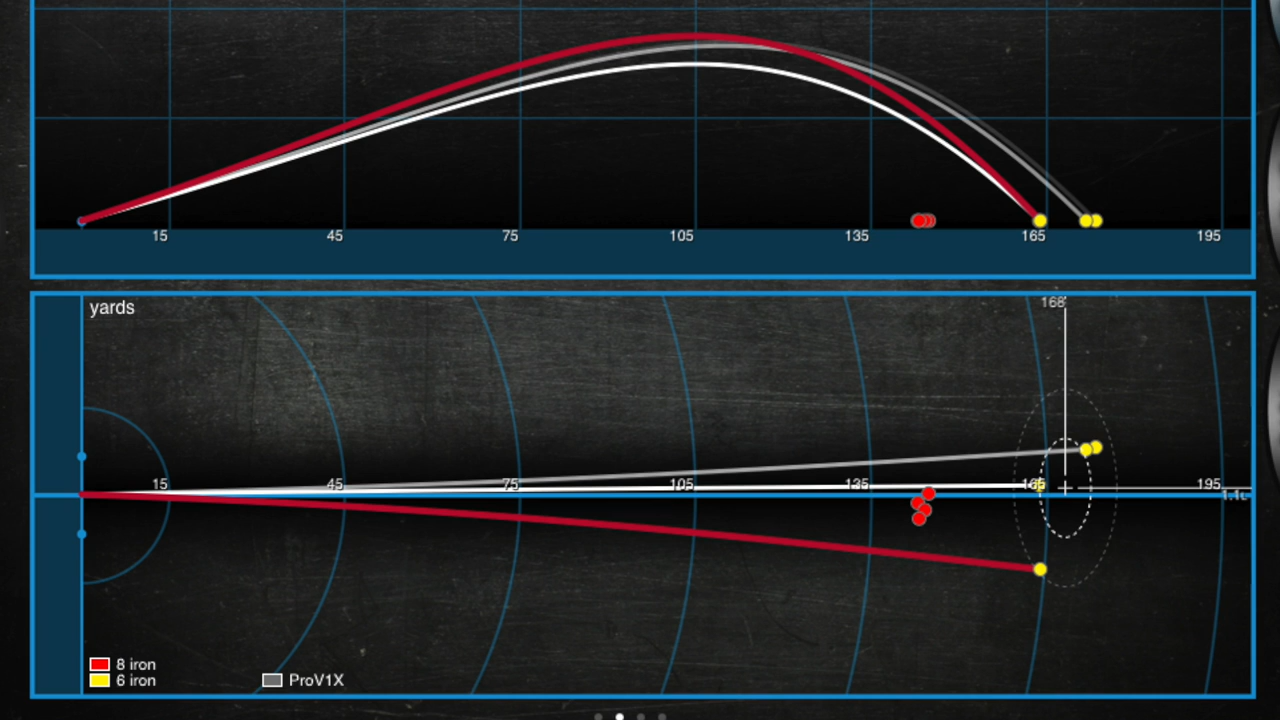 15 45 75 105 135 165 195
yards
168'
15 45 75 105 135 165 195
8 iron
6 iron ProV1X